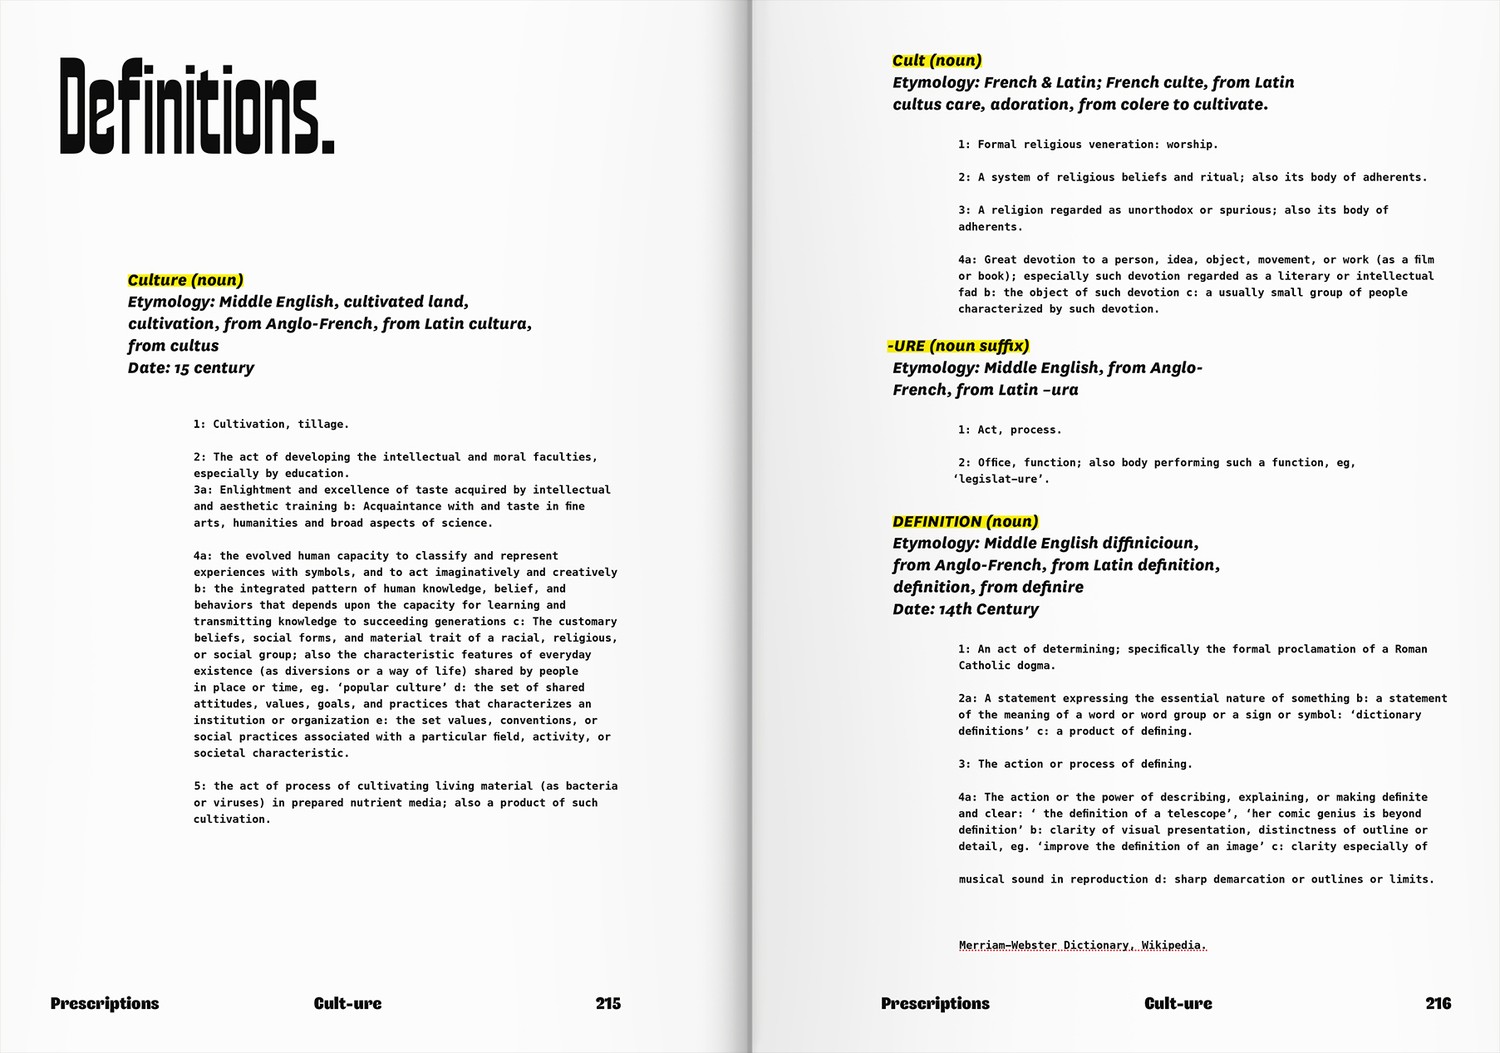 Definitions.
Culture (noun)
Etymology: Middle English, cultivated land,
cultivation, from Anglo-French, from Latin cultura,
from cultus
Date: 15 century
1: Cultivation, tillage.
2: The act of developing the intellectual and moral faculties,
especially by education.
3a: Enlightment and excellence of taste acquired by intellectual
and aesthetic training b: Acquaintance with and taste in fine
arts, humanities and broad aspects of science.
4a: the evolved human capacity to classify and represent
experiences with symbols, and to act imaginatively and creatively
b: the integrated pattern of human knowledge, belief, and
behaviors that depends upon the capacity for learning and
transmitting knowledge to succeeding generations c: The customary
beliefs, social forms, and material trait of a racial, religious,
or social group; also the characteristic features of everyday
existence (as diversions or a way of life) shared by people
in place or time, eg. ‘popular culture’ d: the set of shared
attitudes, values, goals, and practices that characterizes an
institution or organization e: the set values, conventions, or
social practices associated with a particular field, activity, or
societal characteristic.
5: the act of process of cultivating living material (as bacteria
or viruses) in prepared nutrient media; also a product of such
cultivation.
Prescriptions Cult-ure 215
Cult (noun)
Etymology: French & Latin; French culte, from Latin
cultus care, adoration, from colere to cultivate.
1: Formal religious veneration: worship.
2: A system of religious beliefs and ritual; also its body of adherents.
3: A religion regarded as unorthodox or spurious; also its body of
adherents.
4a: Great devotion to a person, idea, object, movement, or work (as a film
or book); especially such devotion regarded as a literary or intellectual
fad b: the object of such devotion c: a usually small group of people
characterized by such devotion.
-URE (noun suffix)
Etymology: Middle English, from Anglo-
French, from Latin –ura
1: Act, process.
2: Office, function; also body performing such a function, eg,
‘legislat–ure’.
DEFINITION (noun)
Etymology: Middle English diffinicioun,
from Anglo-French, from Latin definition,
definition, from definire
Date: 14th Century
1: An act of determining; specifically the formal proclamation of a Roman
Catholic dogma.
2a: A statement expressing the essential nature of something b: a statement
of the meaning of a word or word group or a sign or symbol: ‘dictionary
definitions’ c: a product of defining.
3: The action or process of defining.
4a: The action or the power of describing, explaining, or making definite
and clear: ‘ the definition of a telescope’, ‘her comic genius is beyond
definition’ b: clarity of visual presentation, distinctness of outline or
detail, eg. ‘improve the definition of an image’ c: clarity especially of
musical sound in reproduction d: sharp demarcation or outlines or limits.
Merriam–Webster Dictionary, Wikipedia.
Prescriptions Cult-ure 216